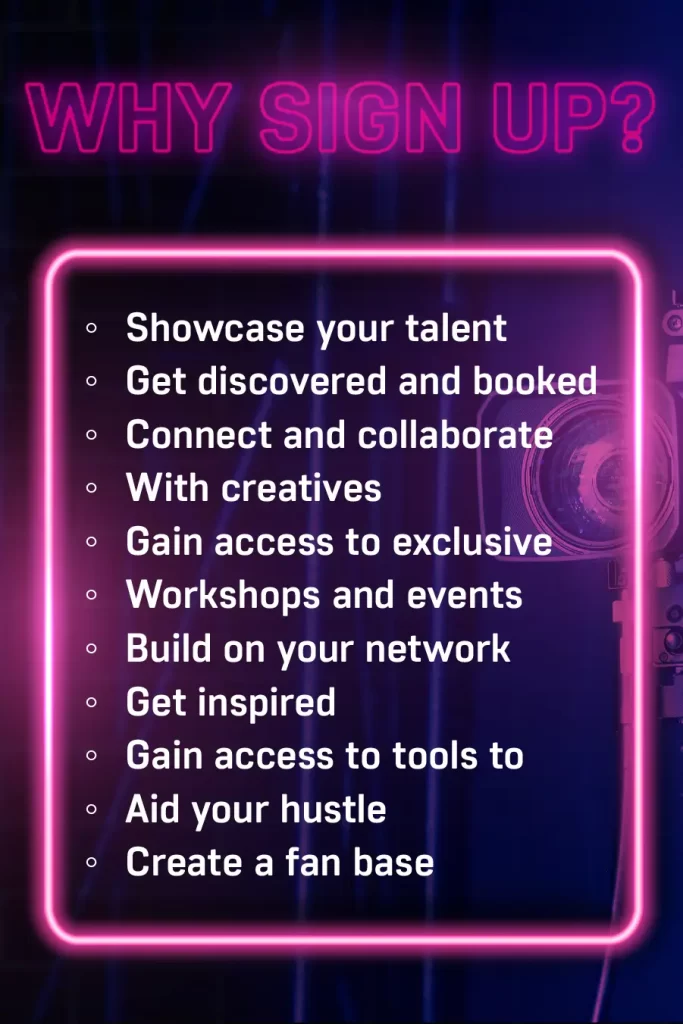 WHY SIGN UP?
◦ Showcase your talent
◦ Get discovered and booked
◦ Connect and collaborate
◦ With creatives
◦ Gain access to exclusive
◦ Workshops and events
◦ Build on your network
◦ Get inspired
◦ Gain access to tools to
◦ Aid your hustle
◦ Create a fan base